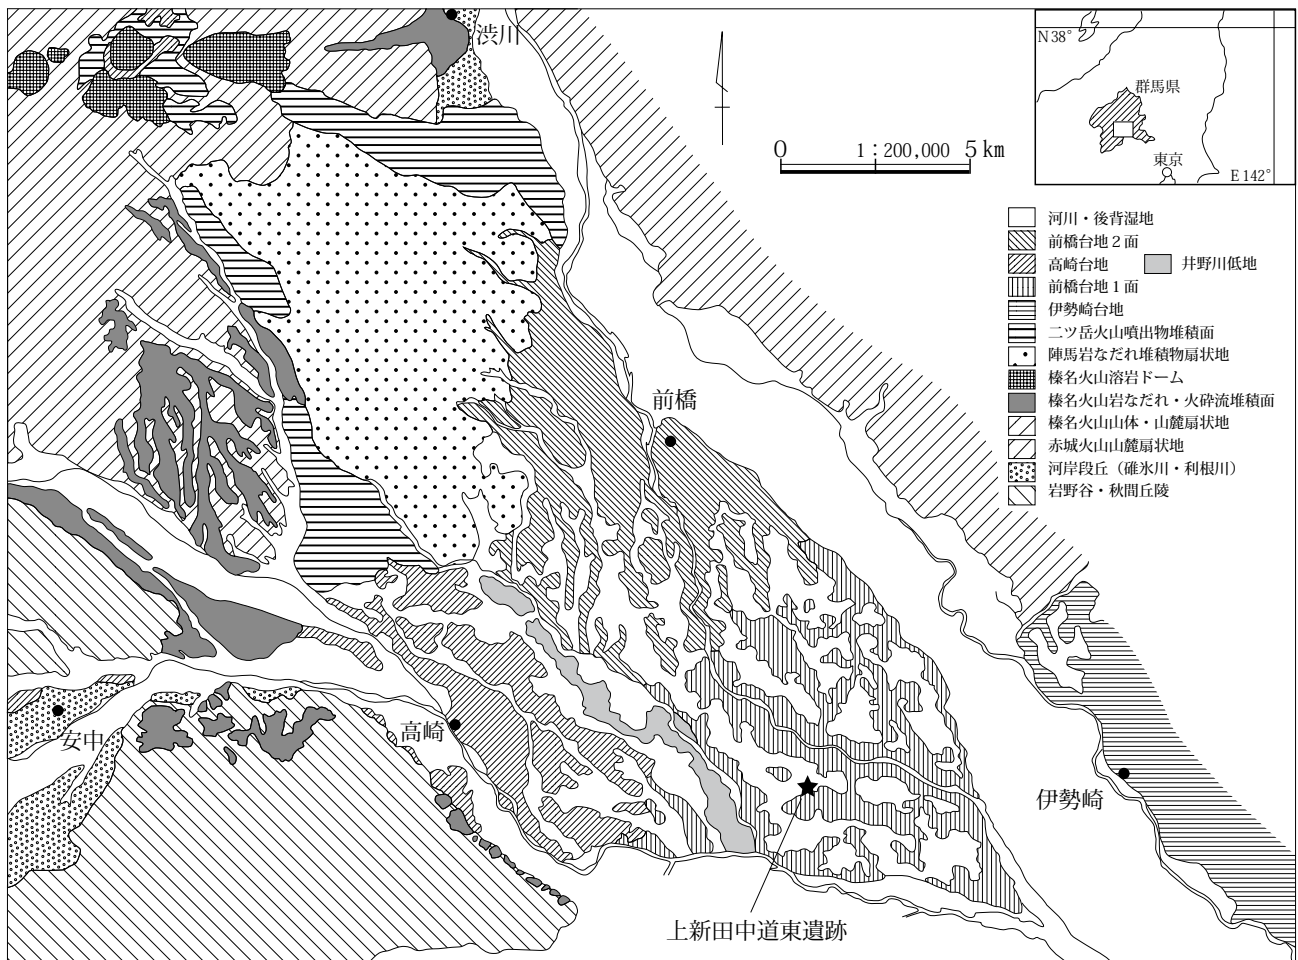 渋川
N 38°
群馬県
東京
E 142°
0 1：200,000 5 km
河川・後背湿地
前橋台地２面
高崎台地
井野川低地
前橋台地１面
伊勢崎台地
二ツ岳火山噴出物堆積面
陣馬岩なだれ堆積物扇状地
榛名火山溶岩ドーム
榛名火山岩なだれ・火砕流堆積面
榛名火山山体・山麓扇状地
赤城火山山麓扇状地
河岸段丘（碓氷川・利根川）
岩野谷・秋間丘陵
前橋
安中
高崎
伊勢崎
上新田中道東遺跡